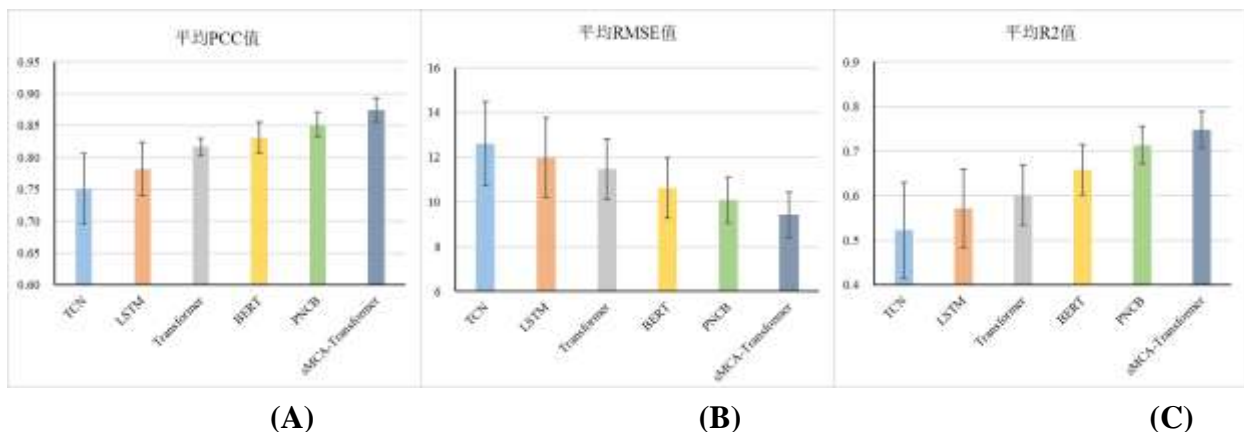 平均PCC值
0.95
0.90
0.85
0.80
0.75
0.70
0.65
0.60
TCN
LSTM
Transformer
BERT
PNCB
sMCA-Transformer
(A)
平均RMSE值
16
14
12
10
8
6
TCN
LSTM
Transformer
BERT
PNCB
sMCA-Transformer
(B)
平均R2值
0.9
0.8
0.7
0.6
0.5
0.4
TCN
LSTM
Transformer
BERT
PNCB
sMCA-Transformer
(C)